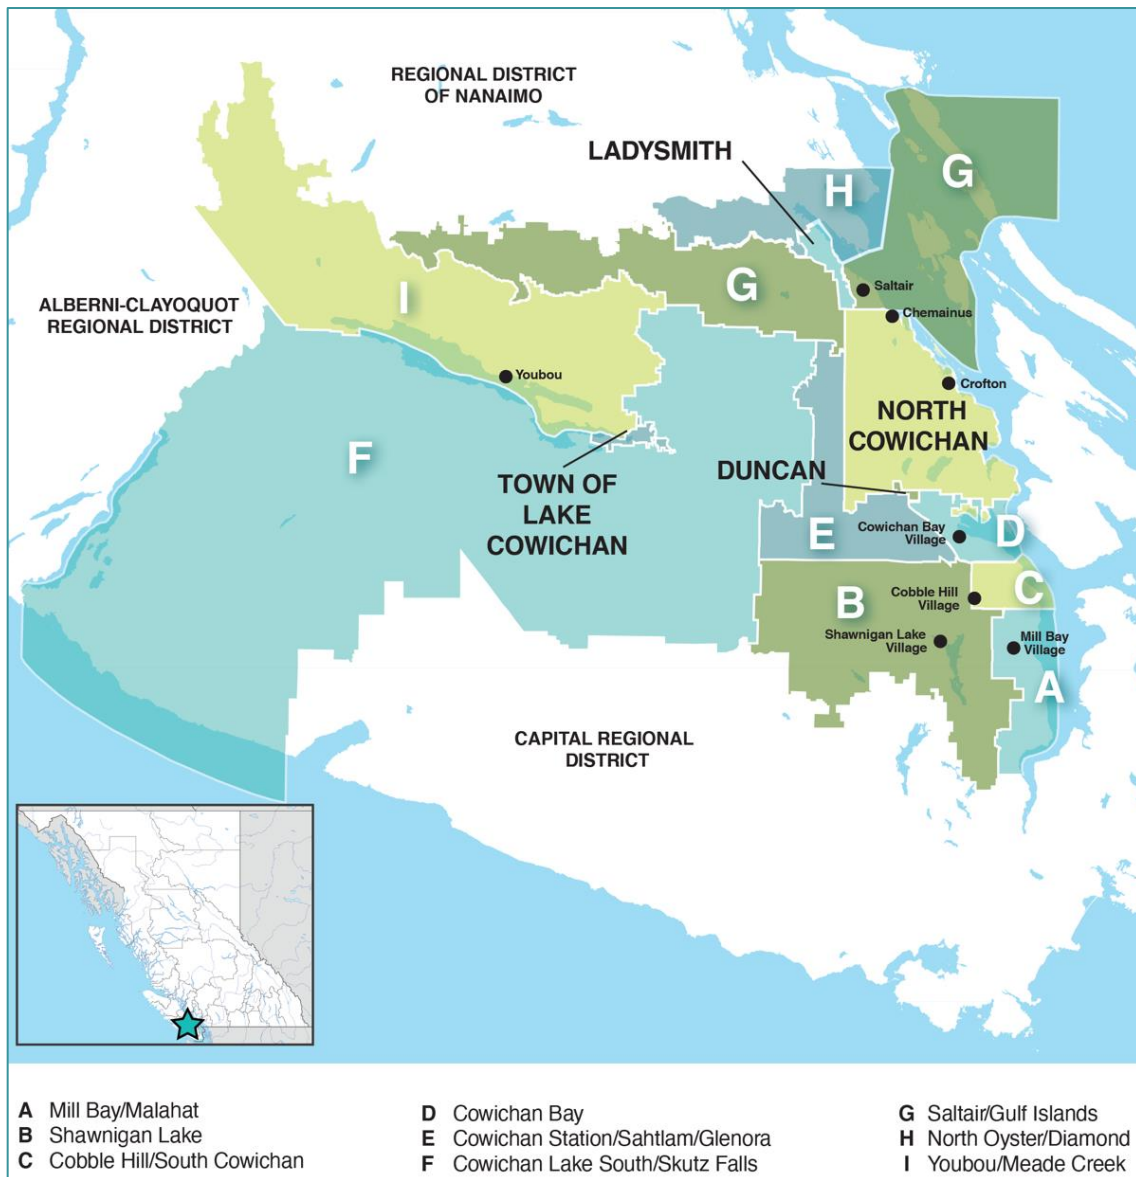 REGIONAL DISTRICT
OF NANAIMO
LADYSMITH
H
G
ALBERNI-CLAYOQUOT
REGIONAL DISTRICT
I
G
Saltair
Chemainus
Youbou
Crofton
NORTH
COWICHAN
F
DUNCAN
TOWN OF
LAKE
COWICHAN
E
Cowichan Bay
Village
D
B
Cobble Hill
Village
C
Shawnigan Lake
Village
Mill Bay
Village
A
CAPITAL REGIONAL
DISTRICT
A Mill Bay/Malahat
B Shawnigan Lake
C Cobble Hill/South Cowichan
D Cowichan Bay
E Cowichan Station/Sahtlam/Glenora
F Cowichan Lake South/Skutz Falls
G Saltair/Gulf Islands
H North Oyster/Diamond
I Youbou/Meade Creek